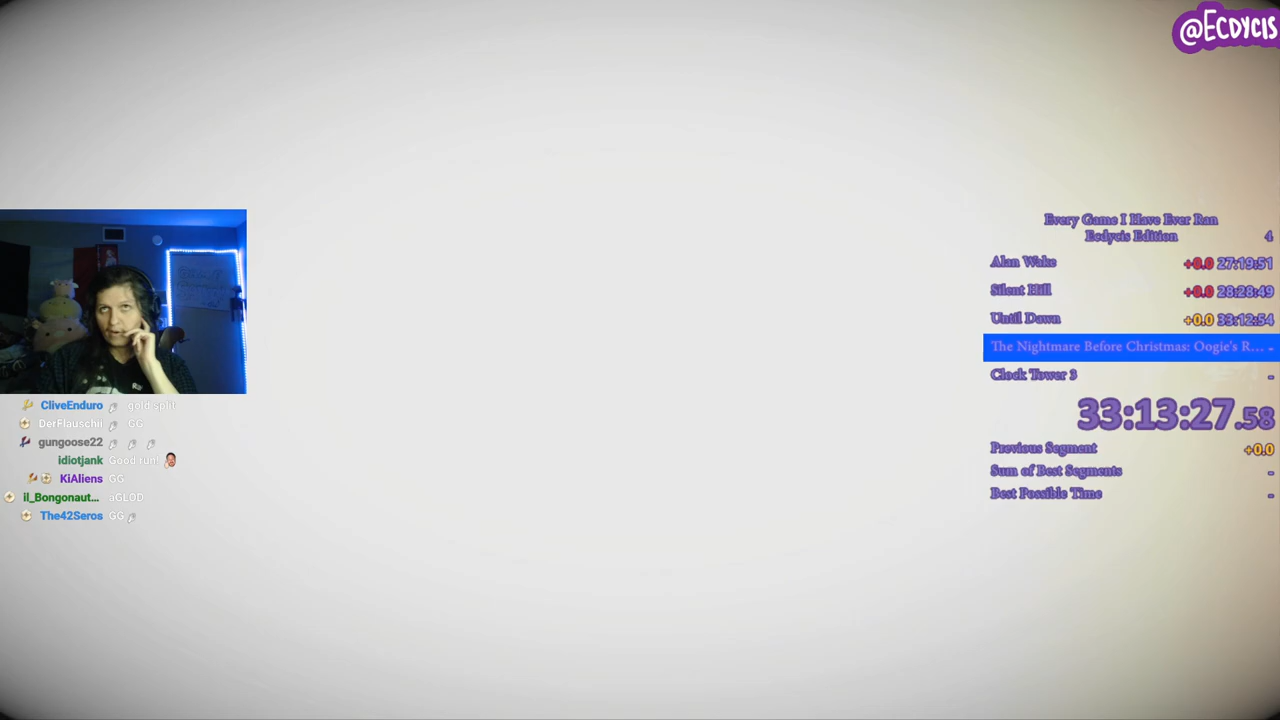 @ECDYCIS
Every Game I Have Ever Ran
Ecdycis Edition 4
Alan Wake +0.0 27:19:51
Silent Hill +0.0 28:28:49
Until Dawn +0.0 33:12:54
The Nightmare Before Christmas: Oogie's R... -
Clock Tower 3 -
33:13:27.58
Previous Segment +0.0
Sum of Best Segments -
Best Possible Time -
CliveEnduro gold split
DerFlauschii GG
gungoose22
idiotjank Good run!
KiAliens GG
il_Bongonaut... aGLOD
The42Seros GG